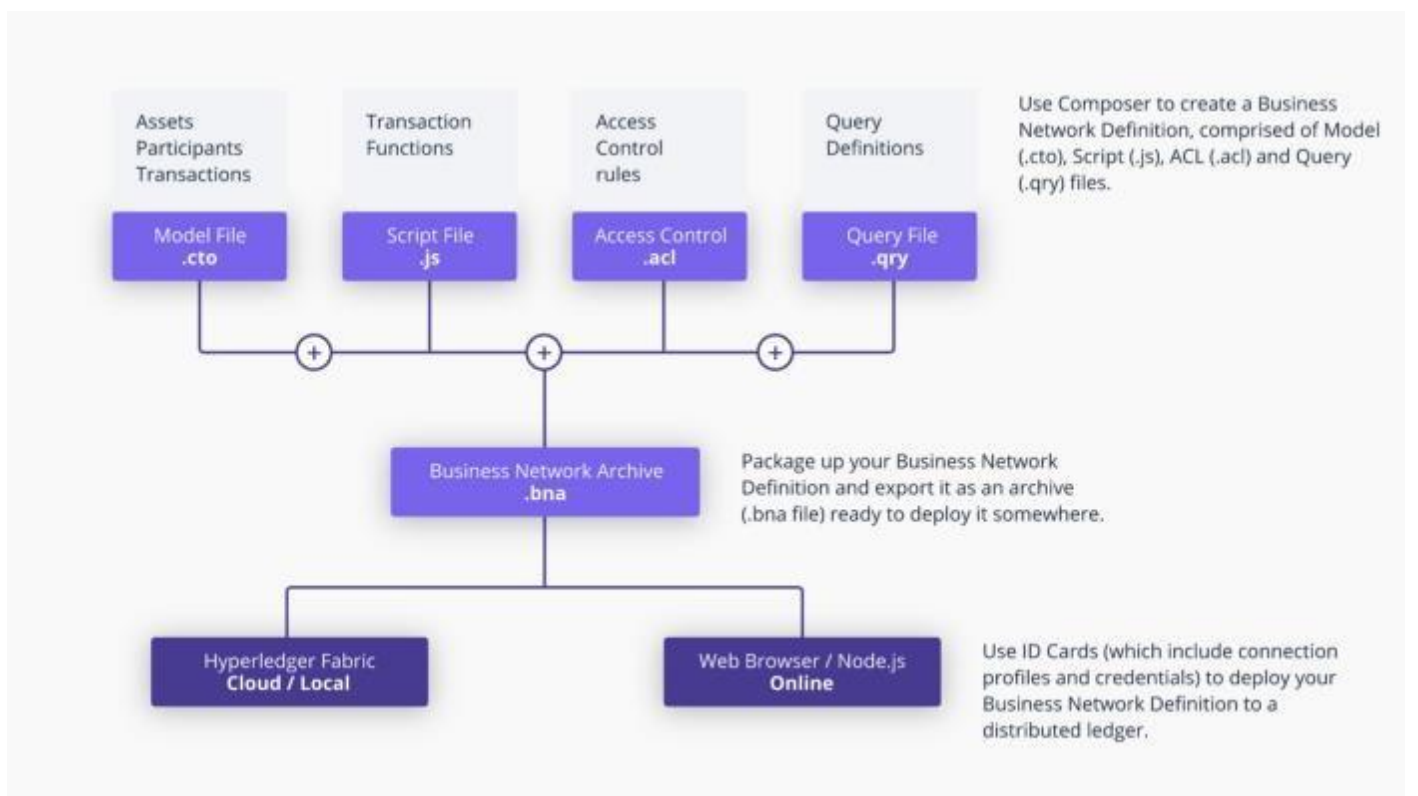 Assets
Participants
Transactions
Transaction
Functions
Access
Control
rules
Query
Definitions
Use Composer to create a Business
Network Definition, comprised of Model
(.cto), Script (.js), ACL (.acl) and Query
(.qry) files.
Model File
.cto
Script File
.js
Access Control
.acl
Query File
.qry
+
+
+
Business Network Archive
.bna
Package up your Business Network
Definition and export it as an archive
(.bna file) ready to deploy it somewhere.
Hyperledger Fabric
Cloud / Local
Web Browser / Node.js
Online
Use ID Cards (which include connection
profiles and credentials) to deploy your
Business Network Definition to a
distributed ledger.